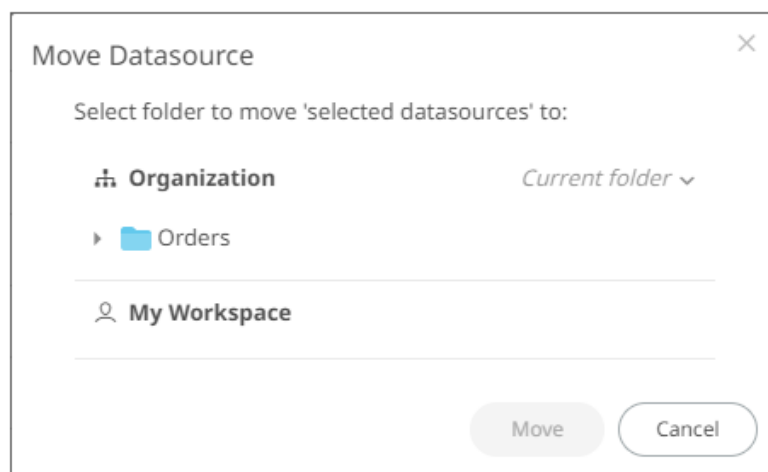 Move Datasource
Select folder to move 'selected datasources' to:
Organization Current folder
Orders
My Workspace
Move Cancel